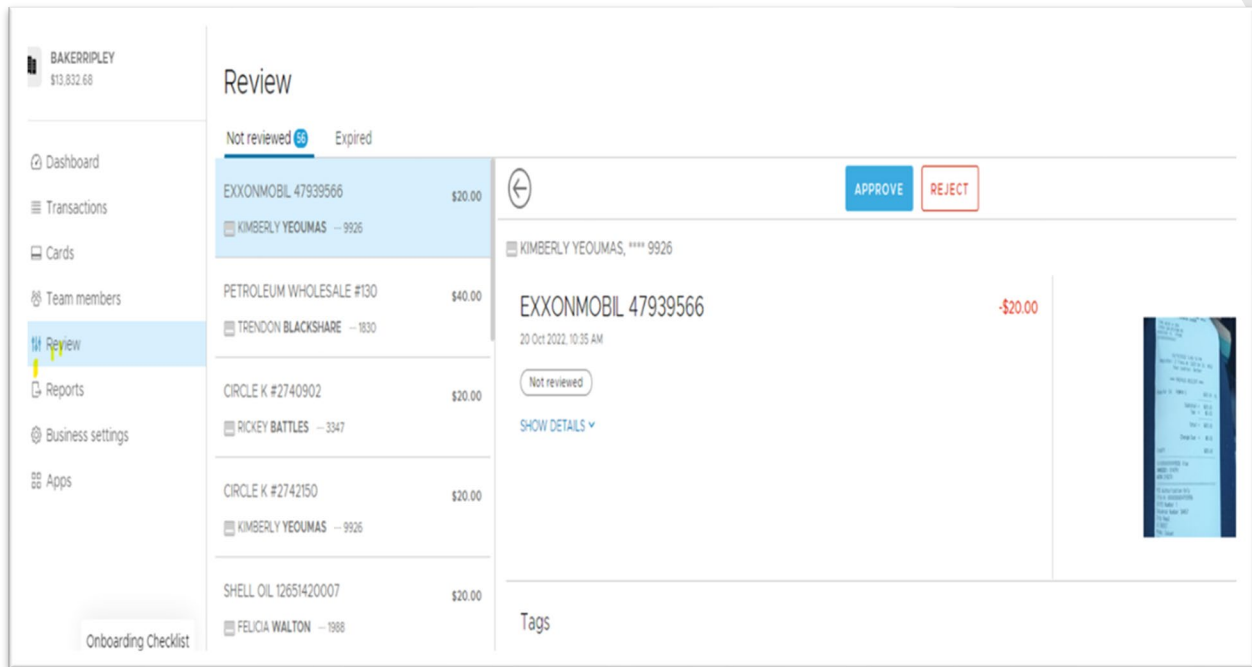 BAKERRIPLEY
$13,832.68
Dashboard
Transactions
Cards
Team members
Review
Reports
Business settings
Apps
Onboarding Checklist
Review
Not reviewed 56 Expired
EXXONMOBIL 47939566 $20.00
KIMBERLY YEOUMAS – 9926
PETROLEUM WHOLESALE #130 $40.00
TRENDON BLACKSHARE – 1830
CIRCLE K #2740902 $20.00
RICKEY BATTLES – 3347
CIRCLE K #2742150 $20.00
KIMBERLY YEOUMAS – 9926
SHELL OIL 12651420007 $20.00
FELICIA WALTON – 1988
APPROVE REJECT
KIMBERLY YEOUMAS, **** 9926
EXXONMOBIL 47939566 -$20.00
20 Oct 2022, 10:35 AM
Not reviewed
SHOW DETAILS
Tags